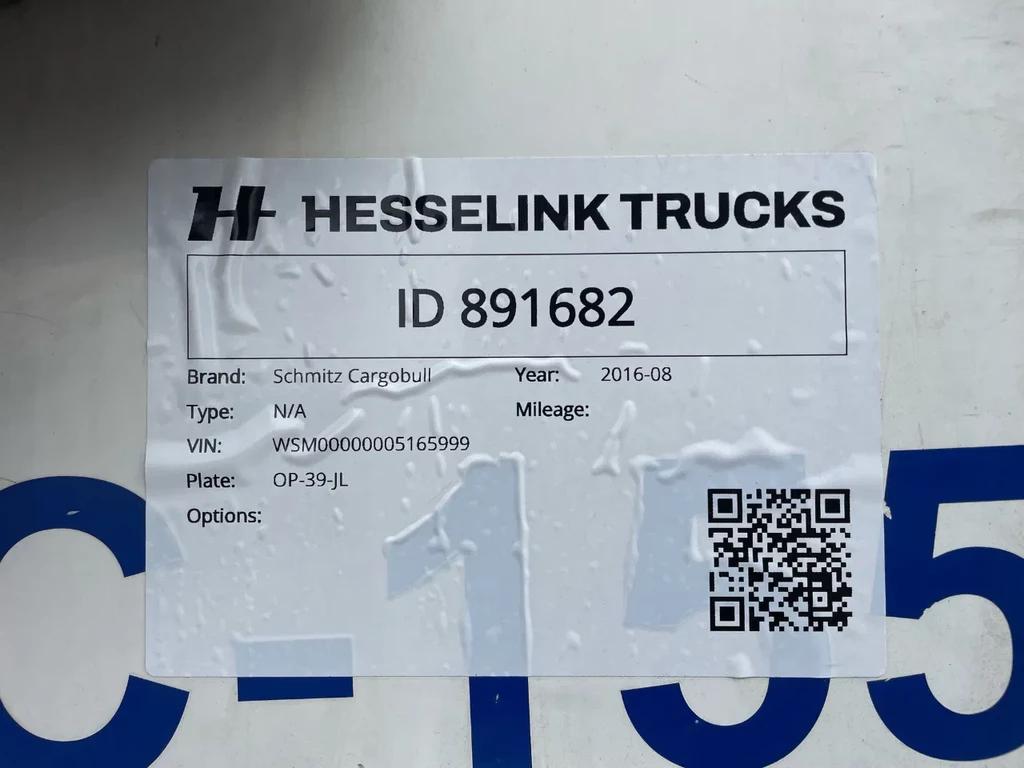 HESSELINK TRUCKS
ID 891682
Brand: Schmitz Cargobull Year: 2016-08
Type: N/A Mileage:
VIN: WSM00000005165999
Plate: OP-39-JL
Options:
C-155